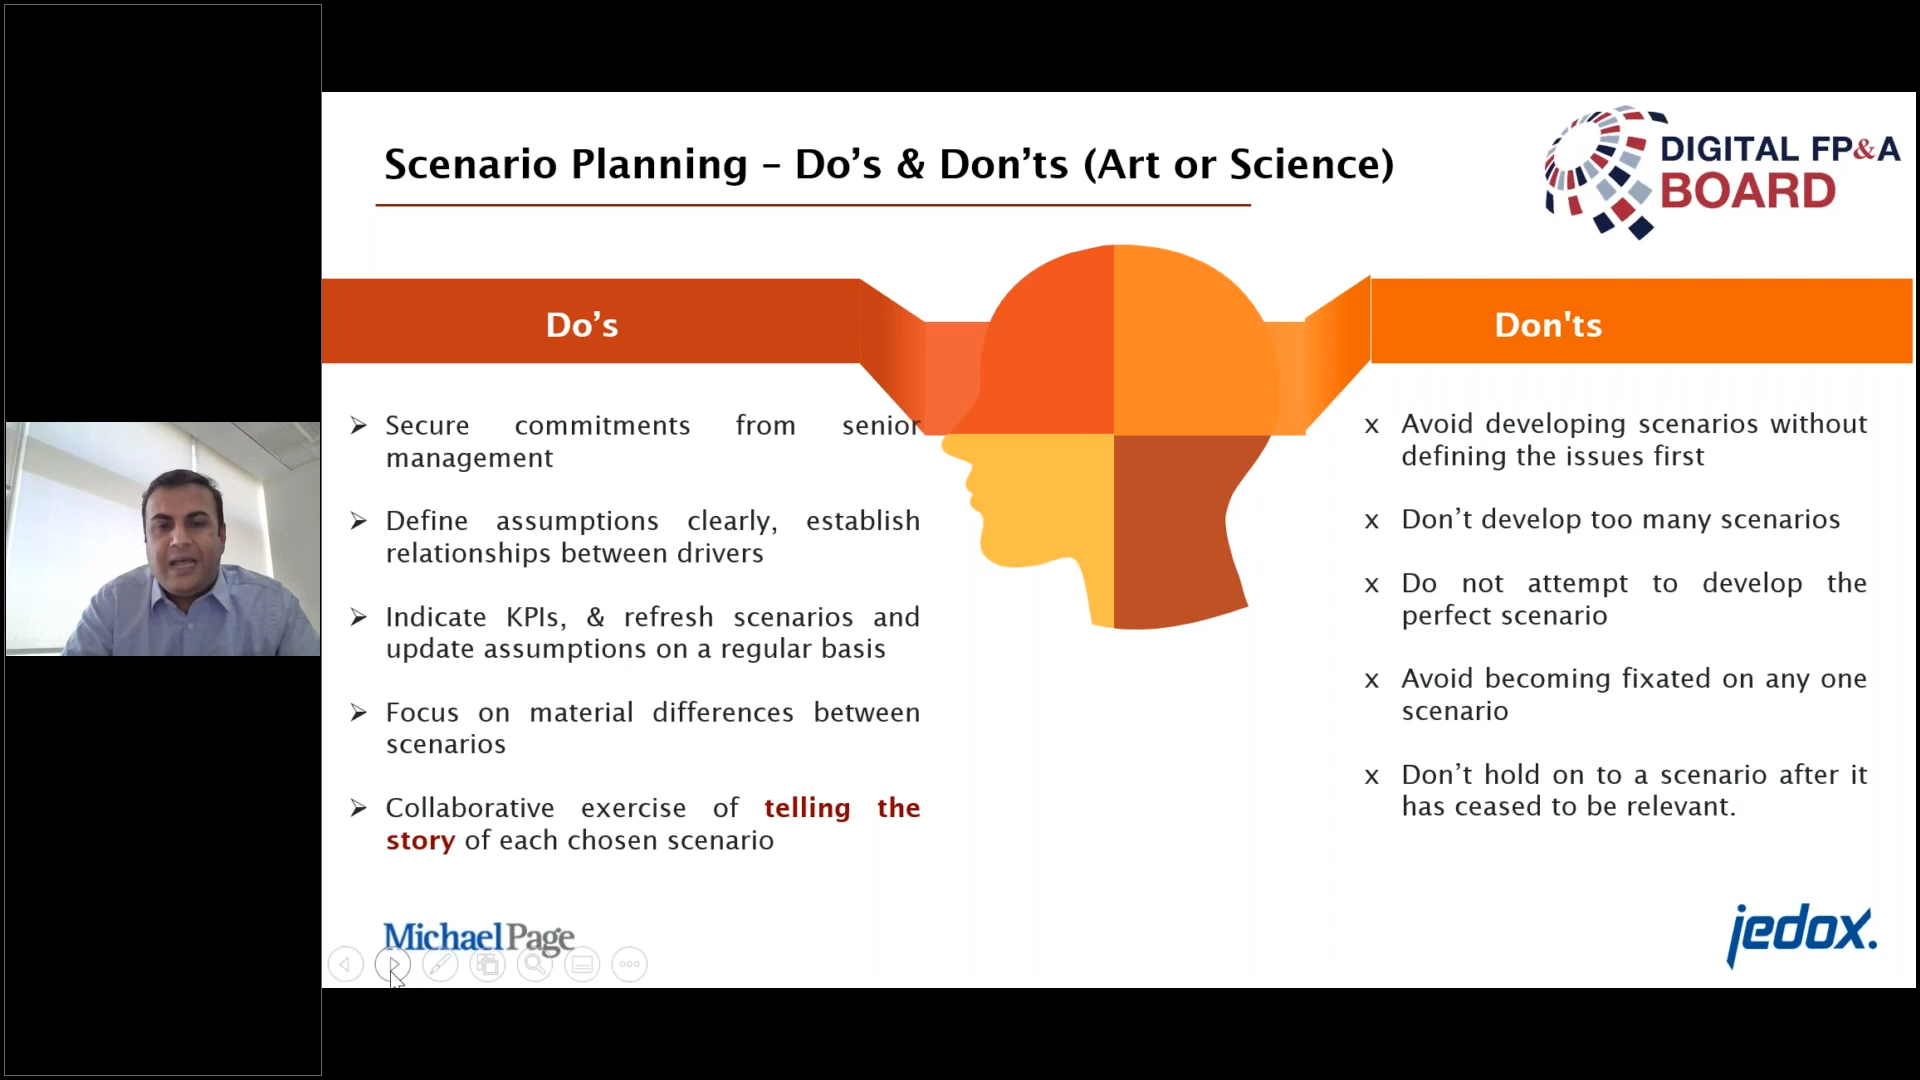 Scenario Planning – Do’s & Don’ts (Art or Science)
DIGITAL FP&A
BOARD
Do’s
Secure commitments from senior
management
Define assumptions clearly, establish
relationships between drivers
Indicate KPIs, & refresh scenarios and
update assumptions on a regular basis
Focus on material differences between
scenarios
Collaborative exercise of telling the
story of each chosen scenario
Don'ts
x Avoid developing scenarios without
defining the issues first
x Don’t develop too many scenarios
x Do not attempt to develop the
perfect scenario
x Avoid becoming fixated on any one
scenario
x Don’t hold on to a scenario after it
has ceased to be relevant.
MichaelPage
jedox.